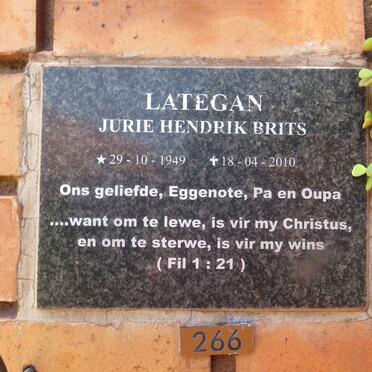 LATEGAN
JURIE HENDRIK BRITS
★ 29 - 10 - 1949 ✝ 18 - 04 - 2010
Ons geliefde, Eggenote, Pa en Oupa
....want om te lewe, is vir my Christus,
en om te sterwe, is vir my wins
( Fil 1 : 21 )
266